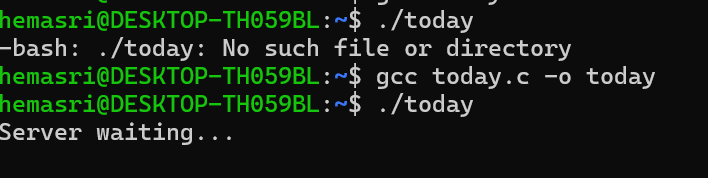 hemasri@DESKTOP-TH059BL:~$ ./today
-bash: ./today: No such file or directory
hemasri@DESKTOP-TH059BL:~$ gcc today.c -o today
hemasri@DESKTOP-TH059BL:~$ ./today
Server waiting...